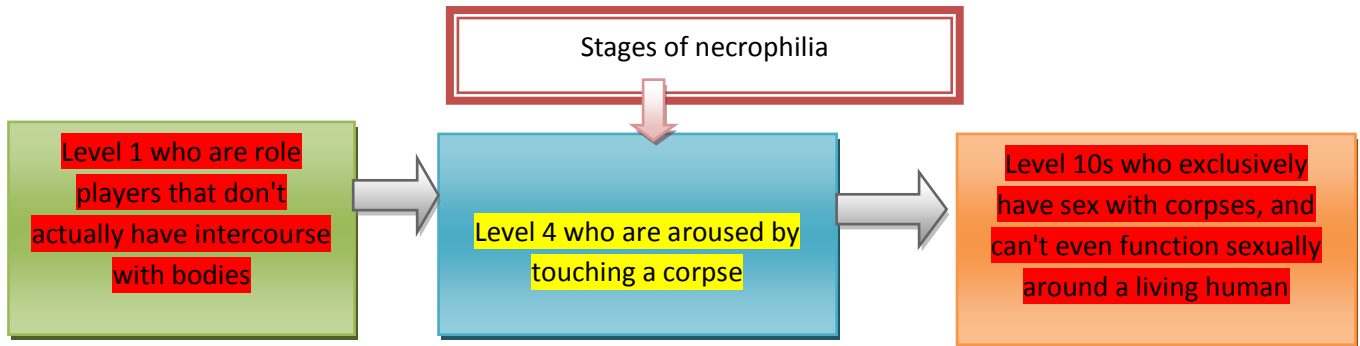 Stages of necrophilia
Level 1 who are role
players that don't
actually have intercourse
with bodies
Level 4 who are aroused by
touching a corpse
Level 10s who exclusively
have sex with corpses, and
can't even function sexually
around a living human